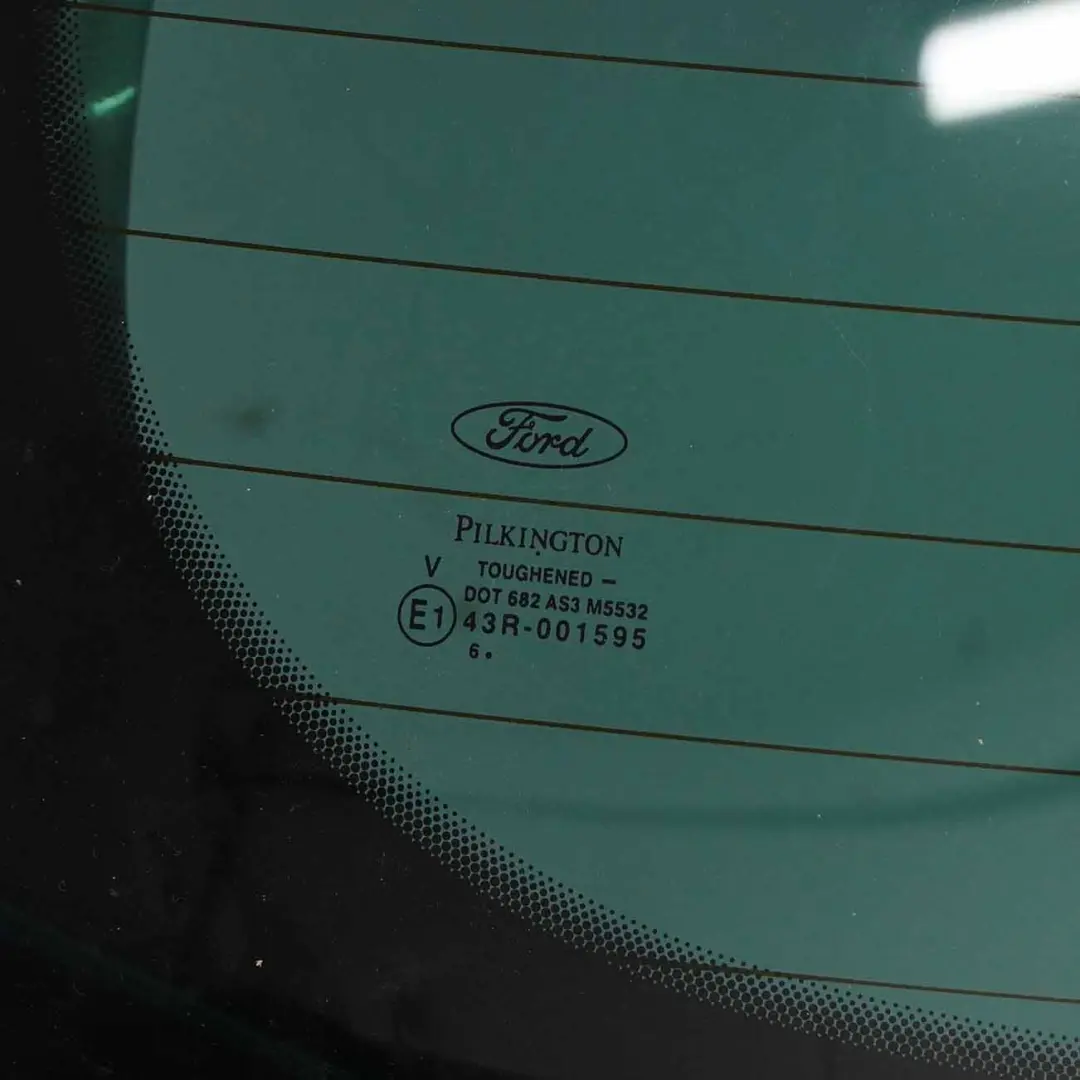 Ford
PILKINGTON
V TOUGHENED –
DOT 682 AS3 M5532
E1 43R-001595
6.